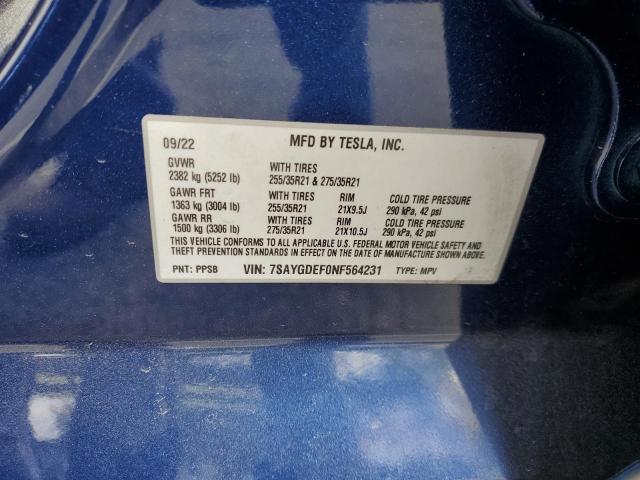 09/22 MFD BY TESLA, INC.
GVWR WITH TIRES
2382 kg (5252 lb) 255/35R21 & 275/35R21
GAWR FRT WITH TIRES RIM COLD TIRE PRESSURE
1363 kg (3004 lb) 255/35R21 21X9.5J 290 kPa, 42 psi
GAWR RR WITH TIRES RIM COLD TIRE PRESSURE
1500 kg (3306 lb) 275/35R21 21X10.5J 290 kPa, 42 psi
THIS VEHICLE CONFORMS TO ALL APPLICABLE U.S. FEDERAL MOTOR VEHICLE SAFETY AND
THEFT PREVENTION STANDARDS IN EFFECT ON THE DATE OF MANUFACTURE SHOWN ABOVE.
PNT: PPSB VIN: 7SAYGDEF0NF564231 TYPE: MPV